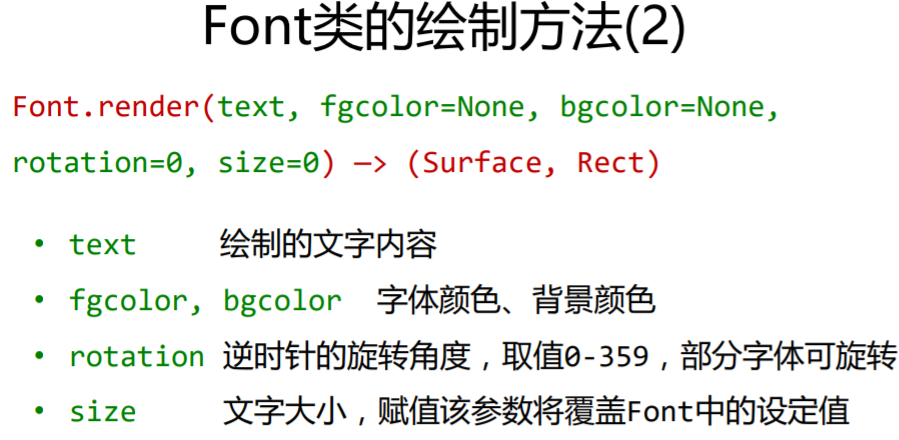 Font类的绘制方法(2)
Font.render(text, fgcolor=None, bgcolor=None,
rotation=0, size=0) —> (Surface, Rect)
• text 绘制的文字内容
• fgcolor, bgcolor 字体颜色、背景颜色
• rotation 逆时针的旋转角度，取值0-359，部分字体可旋转
• size 文字大小，赋值该参数将覆盖Font中的设定值